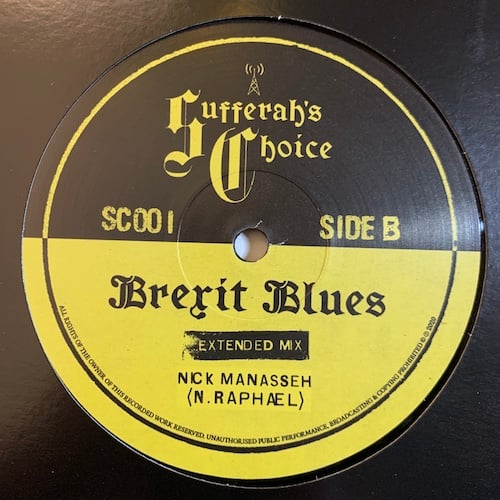 Sufferah's
Choice
SC001
SIDE B
Brexit Blues
EXTENDED MIX
NICK MANASSEH
(N. RAPHAEL)
ALL RIGHTS OF THE OWNER OF THIS RECORDED WORK RESERVED. UNAUTHORISED PUBLIC PERFORMANCE, BROADCASTING & COPYING PROHIBITED ℗ © 2020